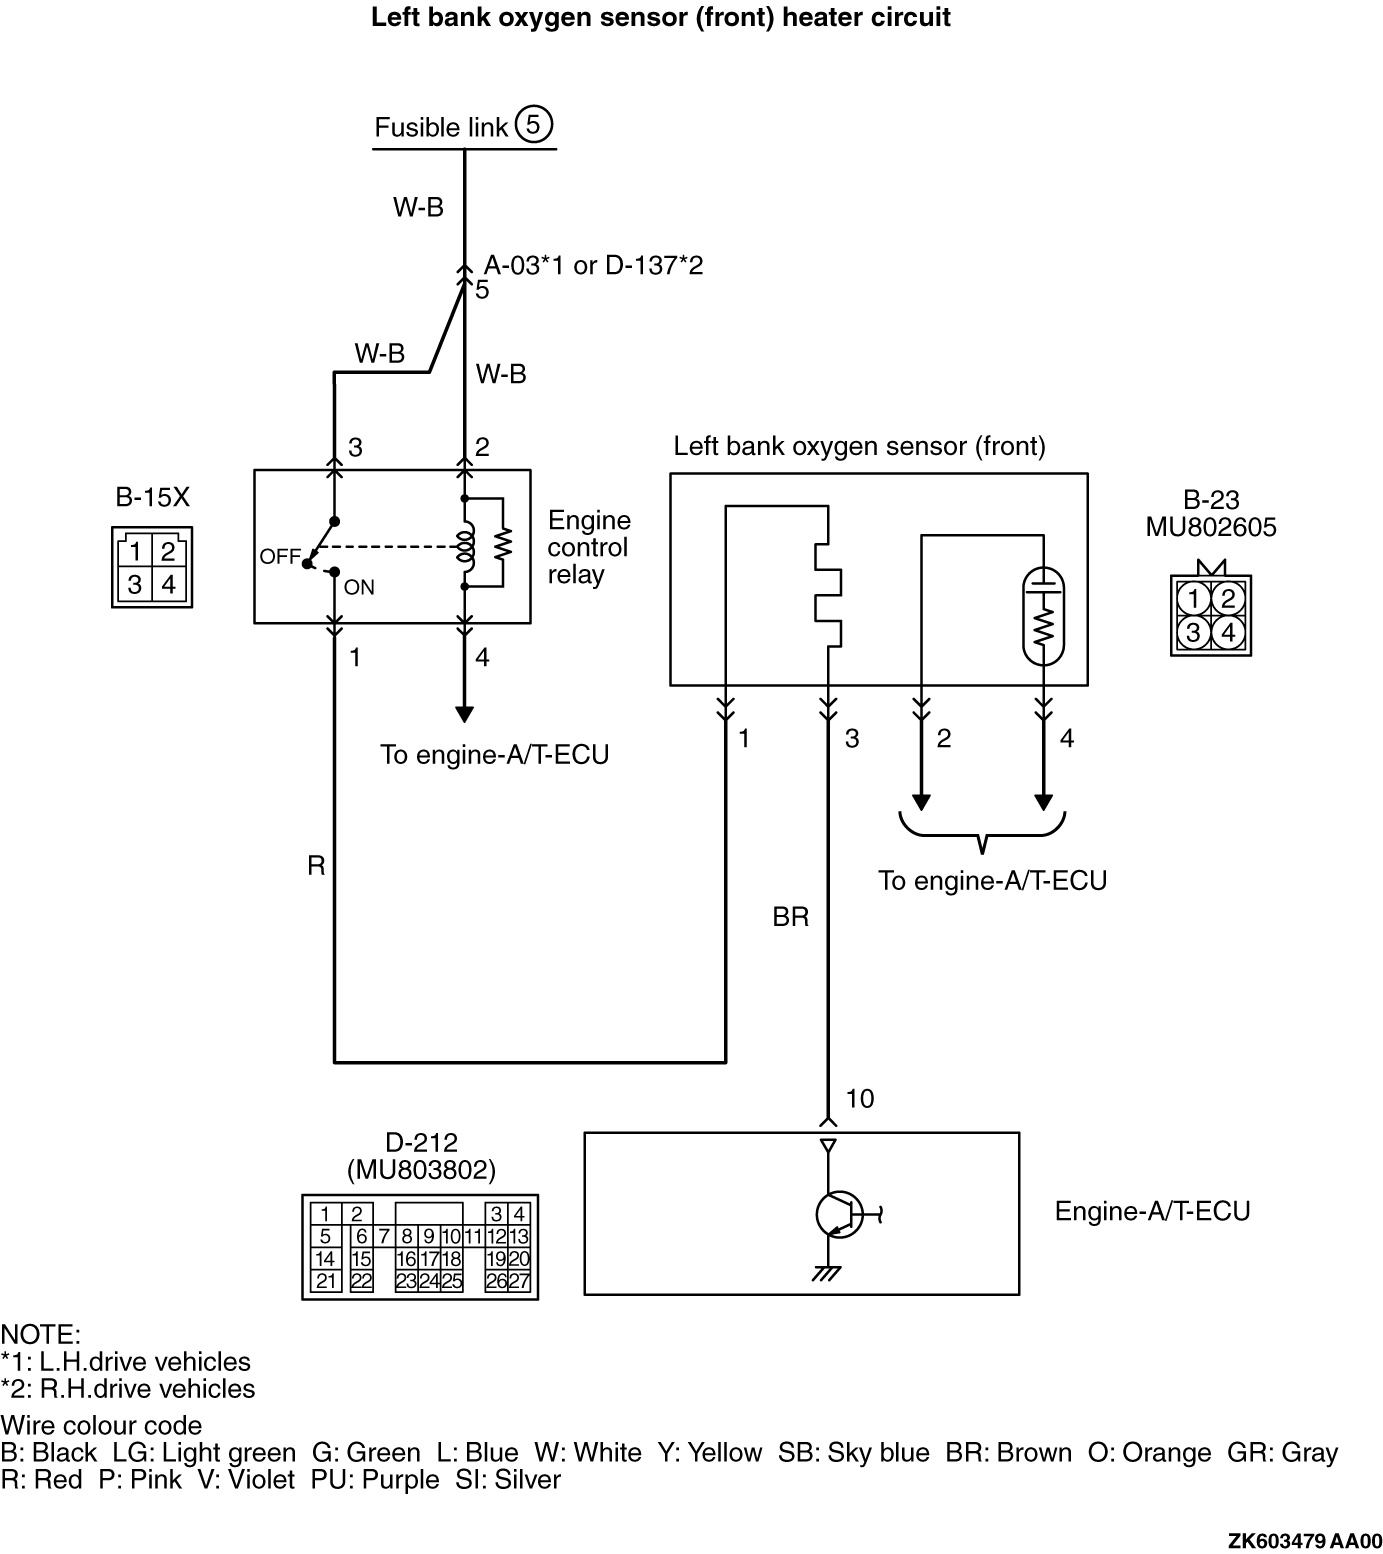 Left bank oxygen sensor (front) heater circuit
Fusible link 5
W-B
A-03*1 or D-137*2
5
W-B
W-B
3
2
Left bank oxygen sensor (front)
B-15X
1 2
3 4
OFF
ON
Engine
control
relay
B-23
MU802605
1 2
3 4
1
4
To engine-A/T-ECU
1
3
2
4
To engine-A/T-ECU
R
BR
10
D-212
(MU803802)
1 2 3 4
5 6 7 8 9 10 11 12 13
14 15 16 17 18 19 20
21 22 23 24 25 26 27
Engine-A/T-ECU
NOTE:
*1: L.H.drive vehicles
*2: R.H.drive vehicles
Wire colour code
B: Black LG: Light green G: Green L: Blue W: White Y: Yellow SB: Sky blue BR: Brown O: Orange GR: Gray
R: Red P: Pink V: Violet PU: Purple SI: Silver
ZK603479 AA00